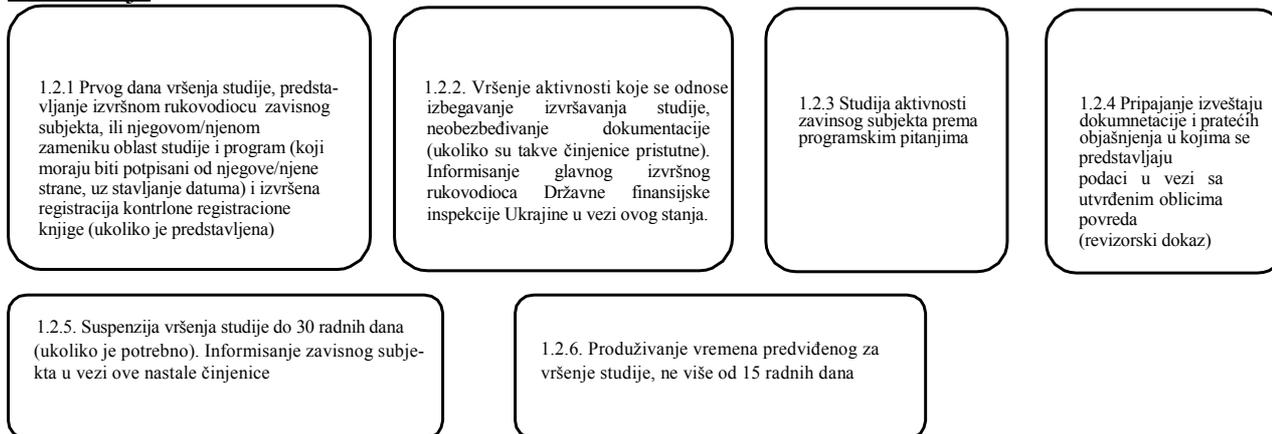 1.2.1 Prvog dana vršenja studije, predsta-
vljanje izvršnom rukovodiocu zavisnog
subjekta, ili njegovom/njenom
zameniku oblast studije i program (koji
moraju biti potpisani od njegove/njene
strane, uz stavljanje datuma) i izvršena
registracija kontrlone registracione
knjige (ukoliko je predstavljena)
1.2.2. Vršenje aktivnosti koje se odnose
izbegavanje izvršavanja studije,
neobezbeđivanje dokumentacije
(ukoliko su takve činjenice pristutne).
Informisanje glavnog izvršnog
rukovodioca Državne finansijske
inspekcije Ukrajine u vezi ovog stanja.
1.2.3 Studija aktivnosti
zavinsog subjekta prema
programskim pitanjima
1.2.4 Pripajanje izveštaju
dokumnetacije i pratećih
objašnjenja u kojima se
predstavljaju
podaci u vezi sa
utvrđenim oblicima
povreda
(revizorski dokaz)
1.2.5. Suspenzija vršenja studije do 30 radnih dana
(ukoliko je potrebno). Informisanje zavisnog subje-
kta u vezi ove nastale činjenice
1.2.6. Produživanje vremena predviđenog za
vršenje studije, ne više od 15 radnih dana